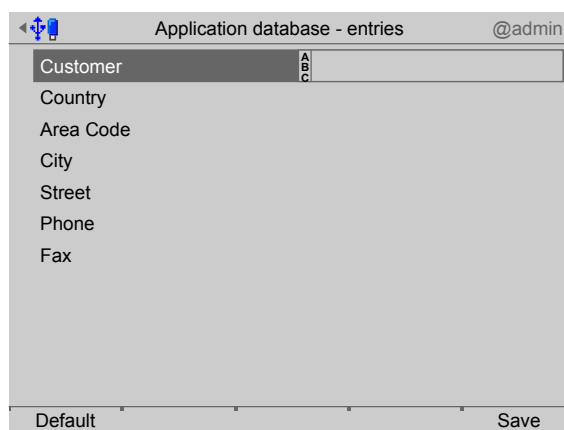 Application database - entries @admin
Customer A B C
Country
Area Code
City
Street
Phone
Fax
Default Save